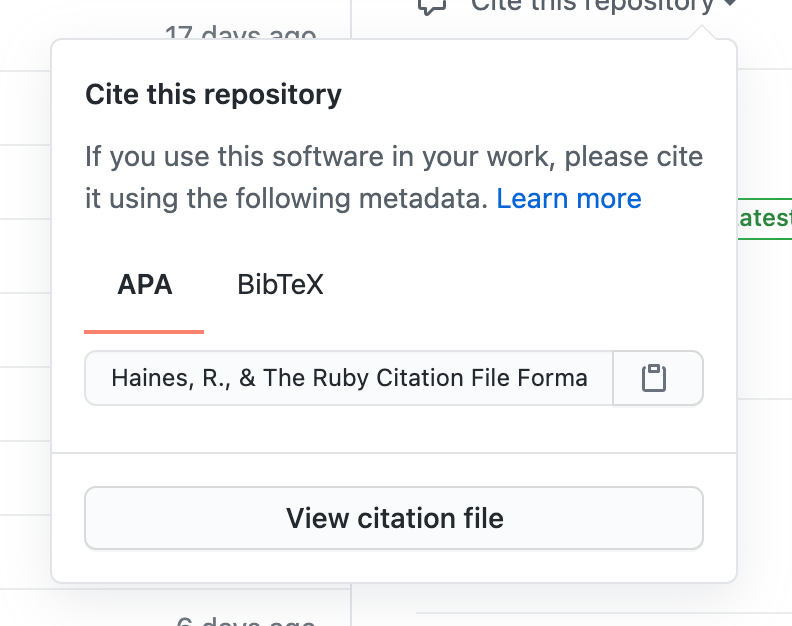 Cite this repository
17 days ago
Cite this repository
If you use this software in your work, please cite
it using the following metadata. Learn more
APA
BibTeX
Haines, R., & The Ruby Citation File Forma
View citation file
6 days ago